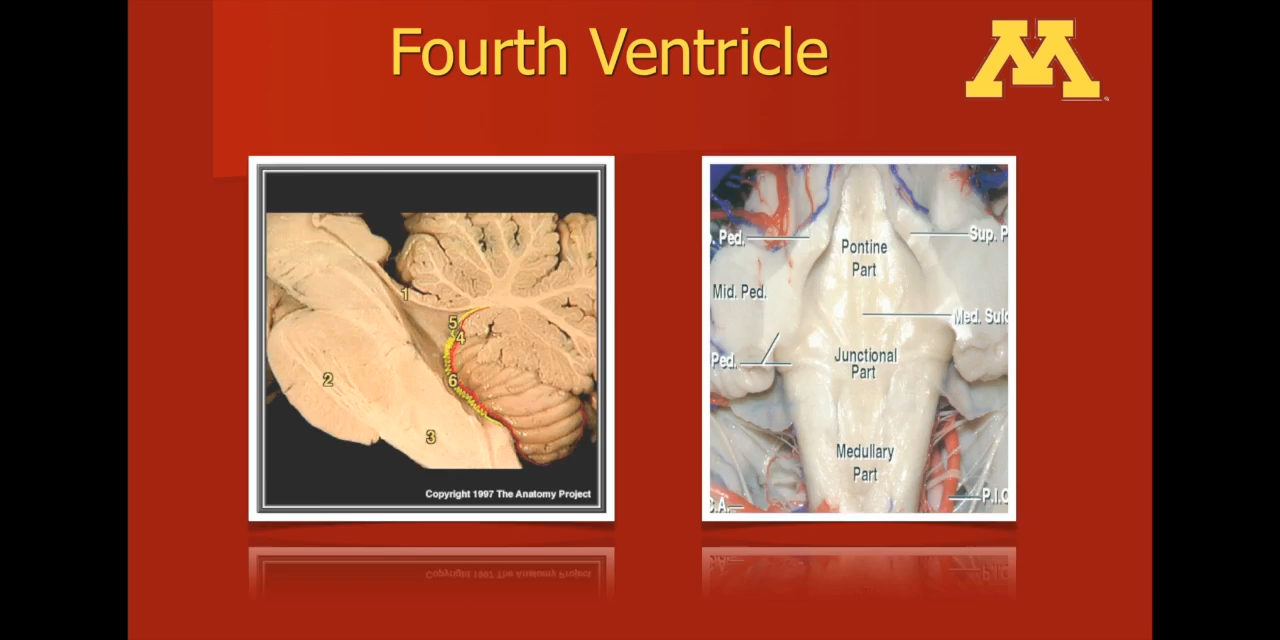 Fourth Ventricle
M
1
5
4
2
6
3
Copyright 1997 The Anatomy Project
. Ped.
Sup. P
Pontine
Part
Mid. Ped.
Med. Sulc
Ped.
Junctional
Part
Medullary
Part
C.A.
P.I.C